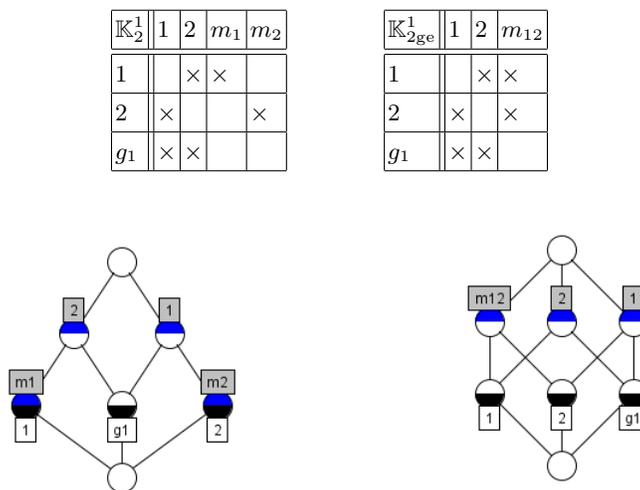 𝕂¹₂ 1 2 m₁ m₂
1 × ×
2 × ×
g₁ × ×
𝕂¹₂ge 1 2 m₁₂
1 × ×
2 × ×
g₁ × ×
2 1
m1 m2
1 g1 2
m12 2 1
1 2 g1